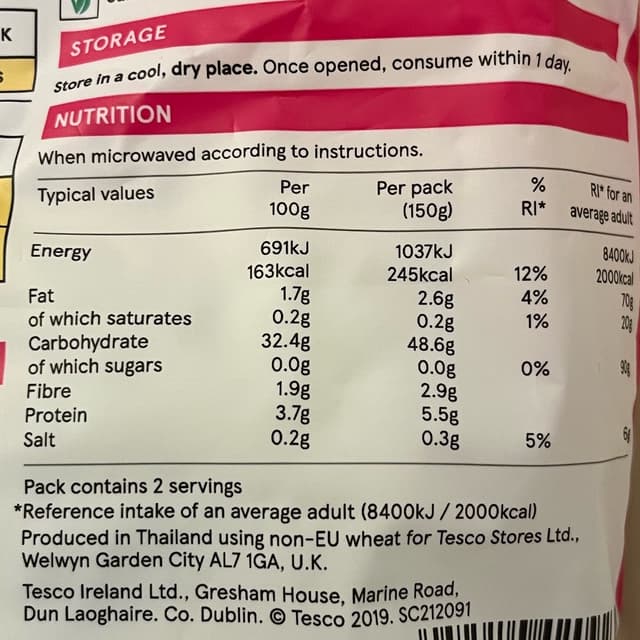 K
STORAGE
Store in a cool, dry place. Once opened, consume within 1 day.
NUTRITION
When microwaved according to instructions.
Typical values Per 100g Per pack (150g) % RI* RI* for an average adult
Energy 691kJ 1037kJ 8400kJ
163kcal 245kcal 12% 2000kcal
Fat 1.7g 2.6g 4% 70g
of which saturates 0.2g 0.2g 1% 20g
Carbohydrate 32.4g 48.6g
of which sugars 0.0g 0.0g 0% 90g
Fibre 1.9g 2.9g
Protein 3.7g 5.5g
Salt 0.2g 0.3g 5% 6g
Pack contains 2 servings
*Reference intake of an average adult (8400kJ / 2000kcal)
Produced in Thailand using non-EU wheat for Tesco Stores Ltd.,
Welwyn Garden City AL7 1GA, U.K.
Tesco Ireland Ltd., Gresham House, Marine Road,
Dun Laoghaire. Co. Dublin. © Tesco 2019. SC212091